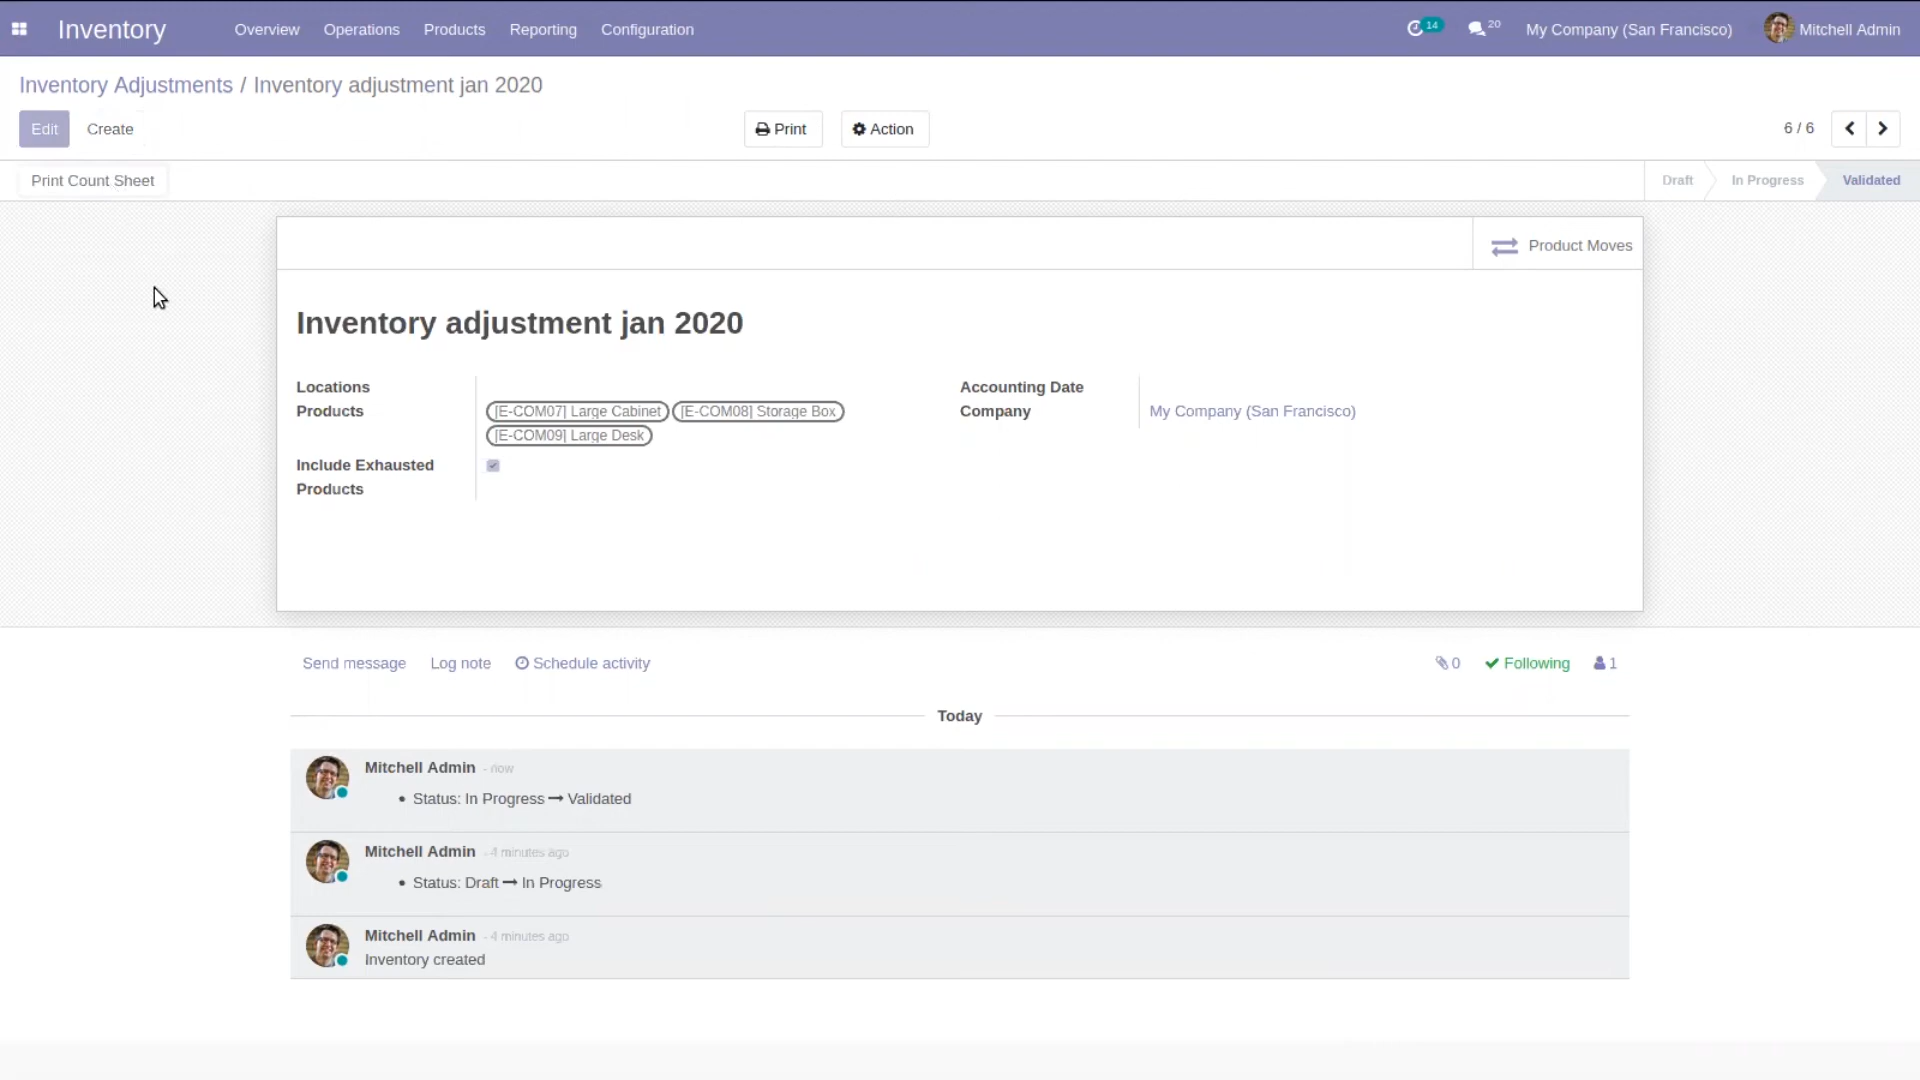 Inventory Overview Operations Products Reporting Configuration 14 20 My Company (San Francisco) Mitchell Admin
Inventory Adjustments / Inventory adjustment jan 2020
Edit Create Print Action 6 / 6
Print Count Sheet Draft In Progress Validated
Product Moves
Inventory adjustment jan 2020
Locations Accounting Date
Products [E-COM07] Large Cabinet [E-COM08] Storage Box Company My Company (San Francisco)
[E-COM09] Large Desk
Include Exhausted
Products
Send message Log note Schedule activity 0 Following 1
Today
Mitchell Admin - now
• Status: In Progress → Validated
Mitchell Admin - 4 minutes ago
• Status: Draft → In Progress
Mitchell Admin - 4 minutes ago
Inventory created